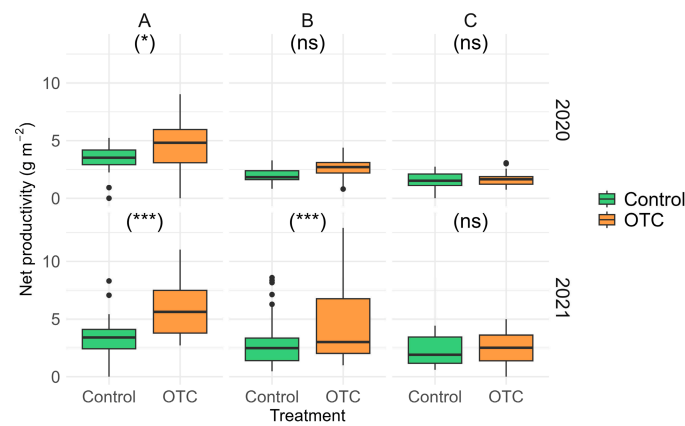 A B C
(*) (ns) (ns)
10
5
0
2020
Net productivity (g m⁻²)
(***) (***) (ns)
10
5
0
2021
Control OTC Control OTC Control OTC
Treatment
Control
OTC